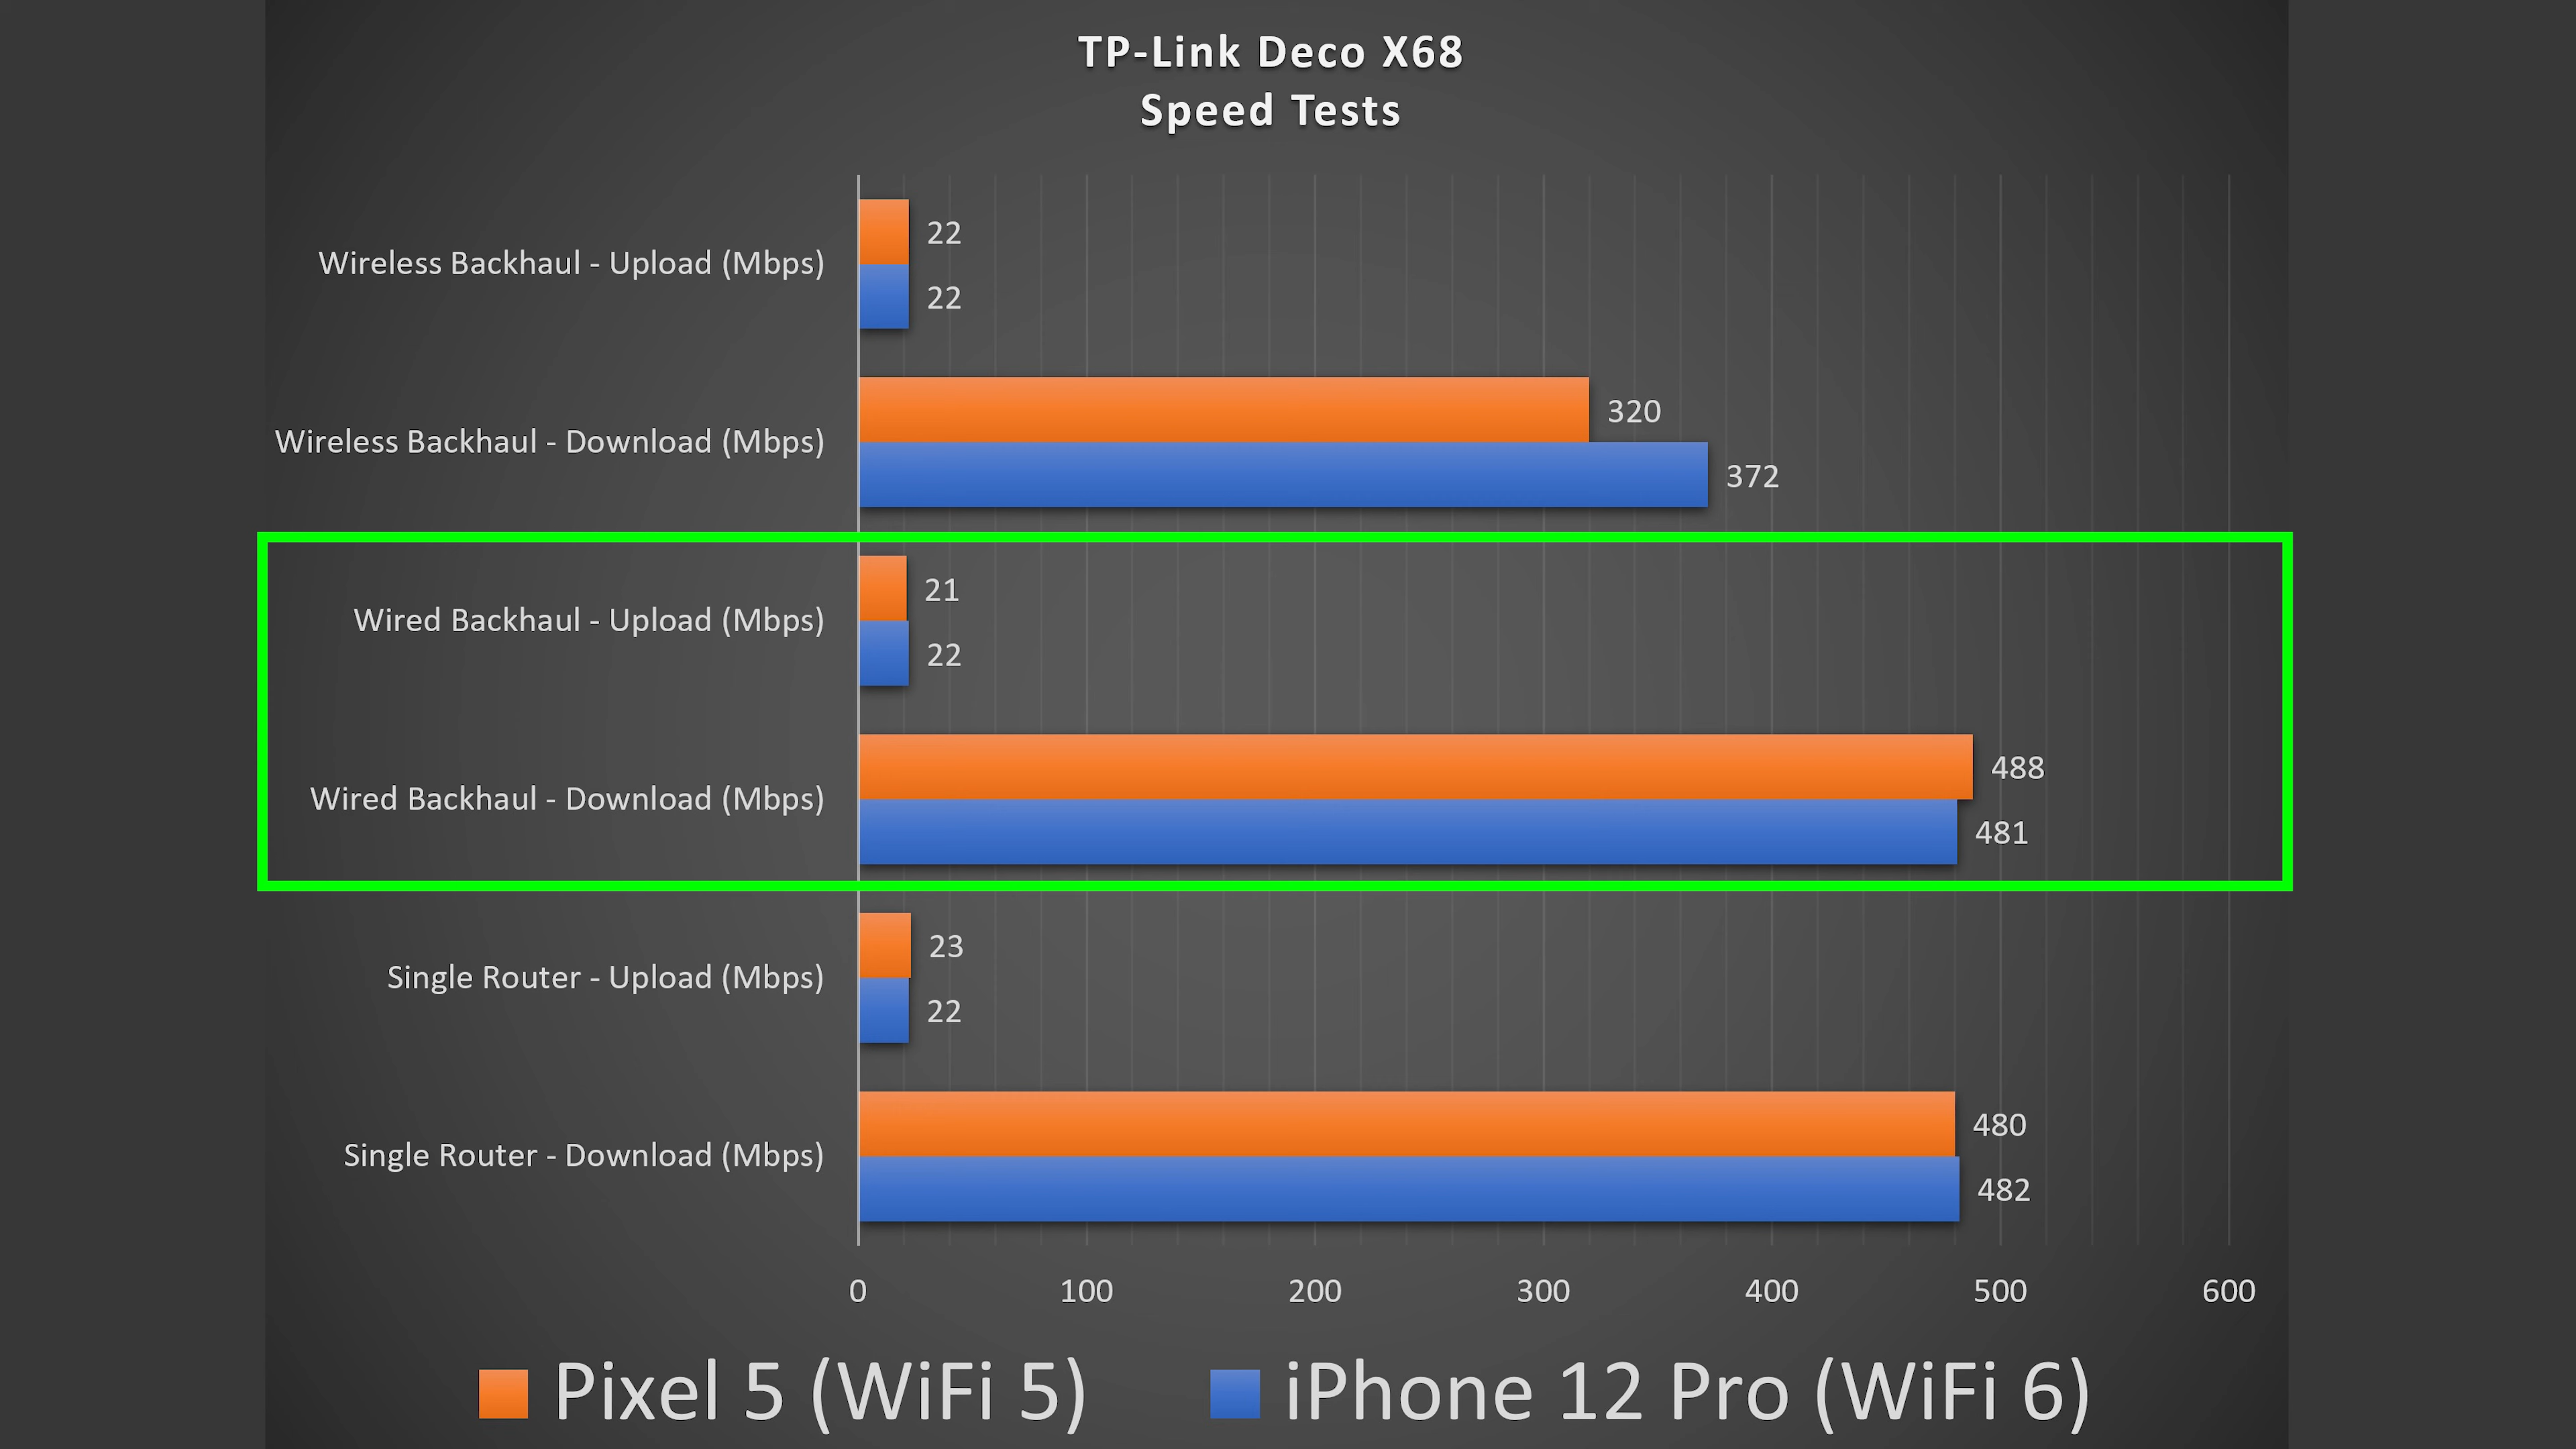 TP-Link Deco X68
Speed Tests
Wireless Backhaul - Upload (Mbps)
22
22
Wireless Backhaul - Download (Mbps)
320
372
Wired Backhaul - Upload (Mbps)
21
22
Wired Backhaul - Download (Mbps)
488
481
Single Router - Upload (Mbps)
23
22
Single Router - Download (Mbps)
480
482
0 100 200 300 400 500 600
Pixel 5 (WiFi 5) iPhone 12 Pro (WiFi 6)